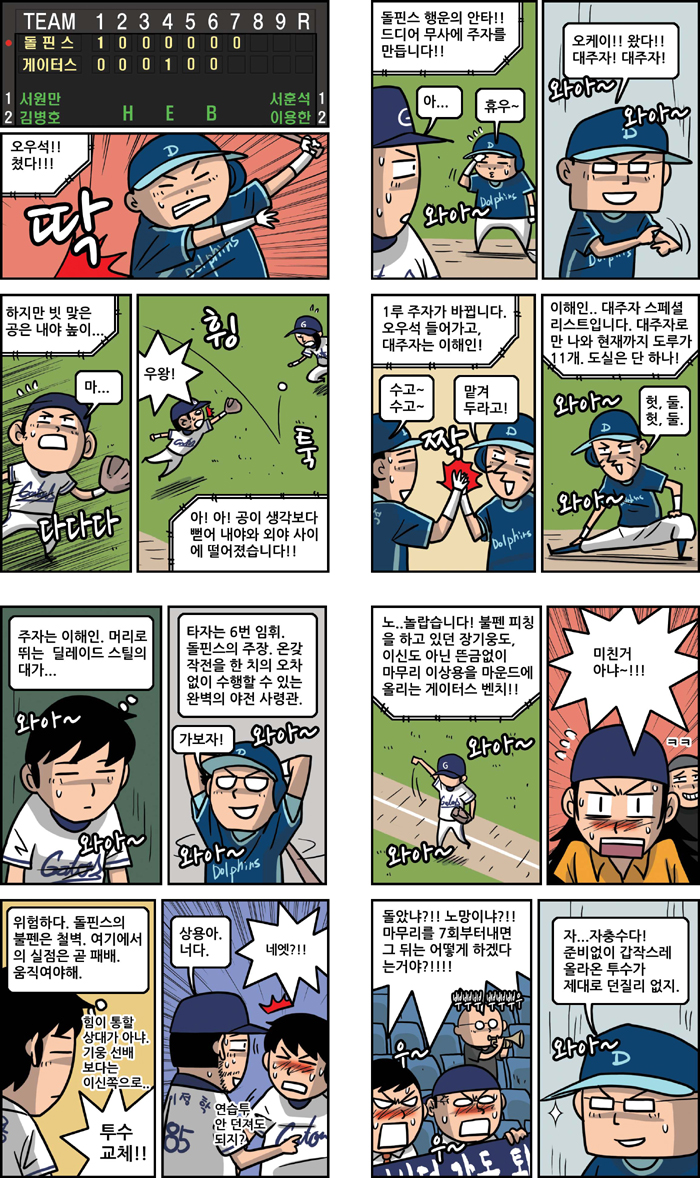 TEAM 1 2 3 4 5 6 7 8 9 R
돌핀스 1 0 0 0 0 0 0
게이터스 0 0 0 1 0 0
1 서원만 서훈석 1
2 김병호 H E B 이용한 2
오우석!!
쳤다!!!
딱
D
Dolphins
돌핀스 행운의 안타!!
드디어 무사에 주자를
만듭니다!!
아...
휴우~
G
D
Dolphins
와아~
오케이!! 왔다!!
대주자! 대주자!
와아~
와아~
D
하지만 빗 맞은
공은 내야 높이...
마...
Gators
다다다
휭
G
우왕!
툭
아! 아! 공이 생각보다
뻗어 내야와 외야 사이
에 떨어졌습니다!!
1루 주자가 바뀝니다.
오우석 들어가고,
대주자는 이해인!
수고~
수고~
맡겨
두라고!
짝
D
Dolphins
이해인.. 대주자 스페셜
리스트입니다. 대주자로
만 나와 현재까지 도루가
11개. 도실은 단 하나!
와아~
헛, 둘.
헛, 둘.
D
와아~
Dolphins
주자는 이해인. 머리로
뛰는 딜레이드 스틸의
대가...
와아~
와아~
Gators
타자는 6번 임휘.
돌핀스의 주장. 온갖
작전을 한 치의 오차
없이 수행할 수 있는
완벽의 야전 사령관.
가보자!
와아~
D
와아~
Dolphins
노..놀랍습니다! 불펜 피칭
을 하고 있던 장기웅도,
이신도 아닌 뜬금없이
마무리 이상용을 마운드에
올리는 게이터스 벤치!!
와아~
G
와아~
미친거
아냐~!!!
ㅋㅋ
위험하다. 돌핀스의
불펜은 철벽. 여기에서
의 실점은 곧 패배.
움직여야해.
힘이 통할
상대가 아냐.
기웅 선배
보다는
이신쪽으로..
투수
교체!!
상용아.
너다.
네엣?!!
85
연습투
안 던져도
되지?
돌았냐?!!! 노망이냐?!!
마무리를 7회부터내면
그 뒤는 어떻게 하겠다
는거야?!!!!!
뿌뿌뿌 뿌뿌뿌우
우~
우~
자...자충수다!
준비없이 갑작스레
올라온 투수가
제대로 던질리 없지.
와아~
D